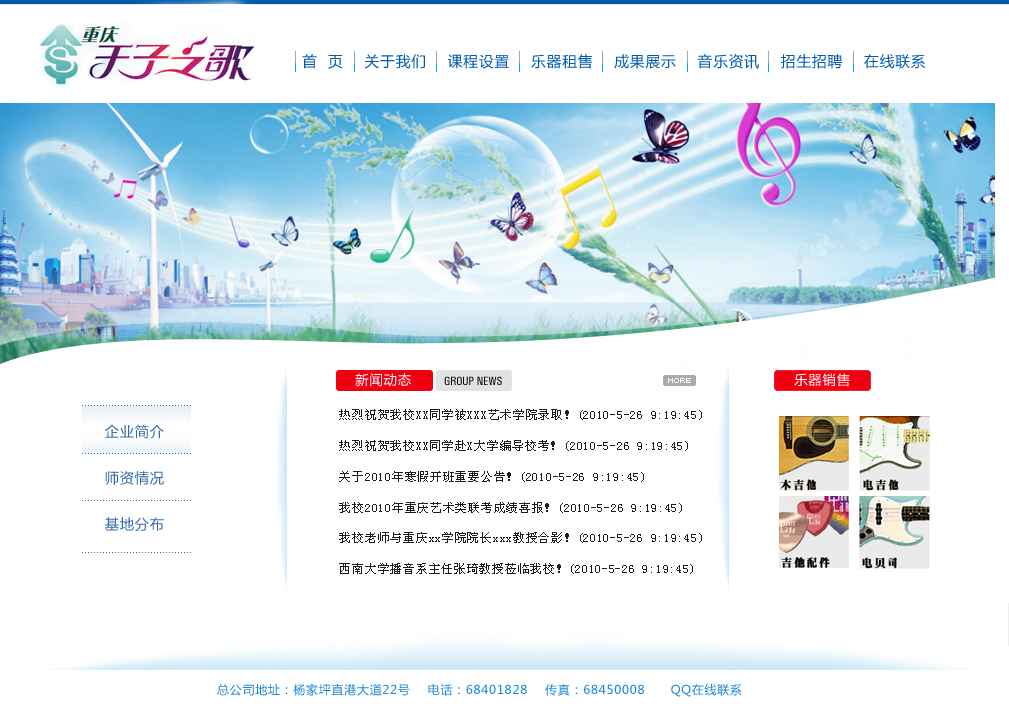 重庆
天子之歌
首 页 关于我们 课程设置 乐器租售 成果展示 音乐资讯 招生招聘 在线联系
企业简介
师资情况
基地分布
新闻动态 GROUP NEWS MORE
热烈祝贺我校XX同学被XXX艺术学院录取! (2010-5-26 9:19:45)
热烈祝贺我校XX同学赴X大学编导校考! (2010-5-26 9:19:45)
关于2010年寒假开班重要公告! (2010-5-26 9:19:45)
我校2010年重庆艺术类联考成绩喜报! (2010-5-26 9:19:45)
我校老师与重庆xx学院院长xxx教授合影! (2010-5-26 9:19:45)
西南大学播音系主任张琦教授莅临我校! (2010-5-26 9:19:45)
乐器销售
木吉他 电吉他
吉他配件 电贝司
总公司地址：杨家坪直港大道22号 电话：68401828 传真：68450008 QQ在线联系